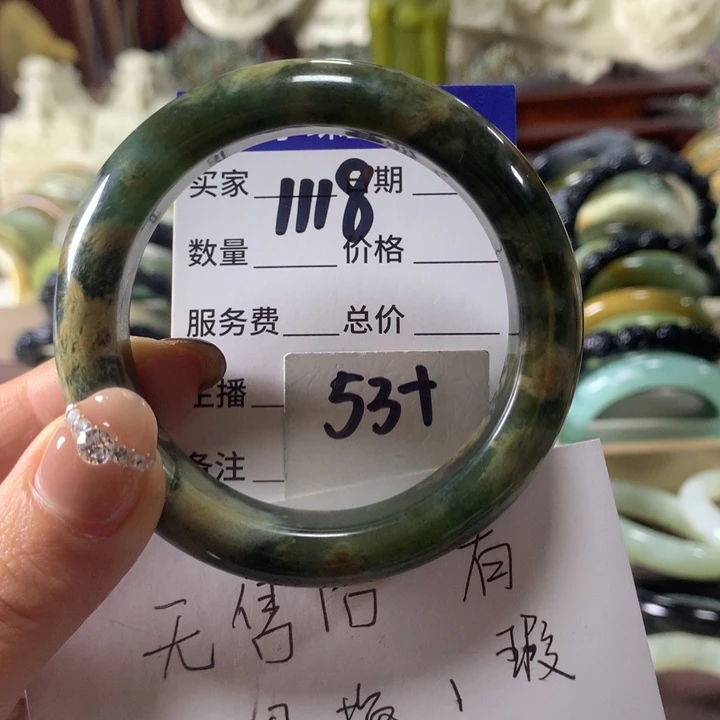 买家 1118 日期
数量 价格
服务费 总价
主播 53+
备注
无售后 有
瑕